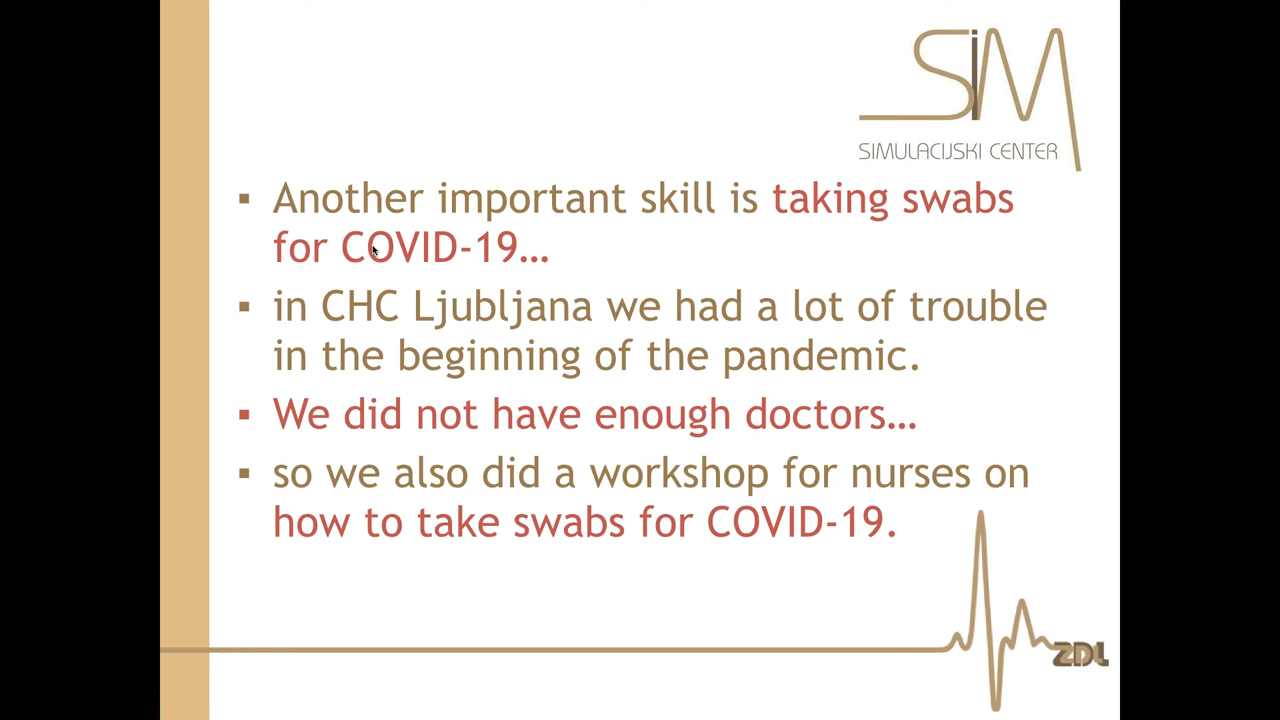 SiM
SIMULACIJSKI CENTER
▪ Another important skill is taking swabs
for COVID-19…
▪ in CHC Ljubljana we had a lot of trouble
in the beginning of the pandemic.
▪ We did not have enough doctors…
▪ so we also did a workshop for nurses on
how to take swabs for COVID-19.
ZDL